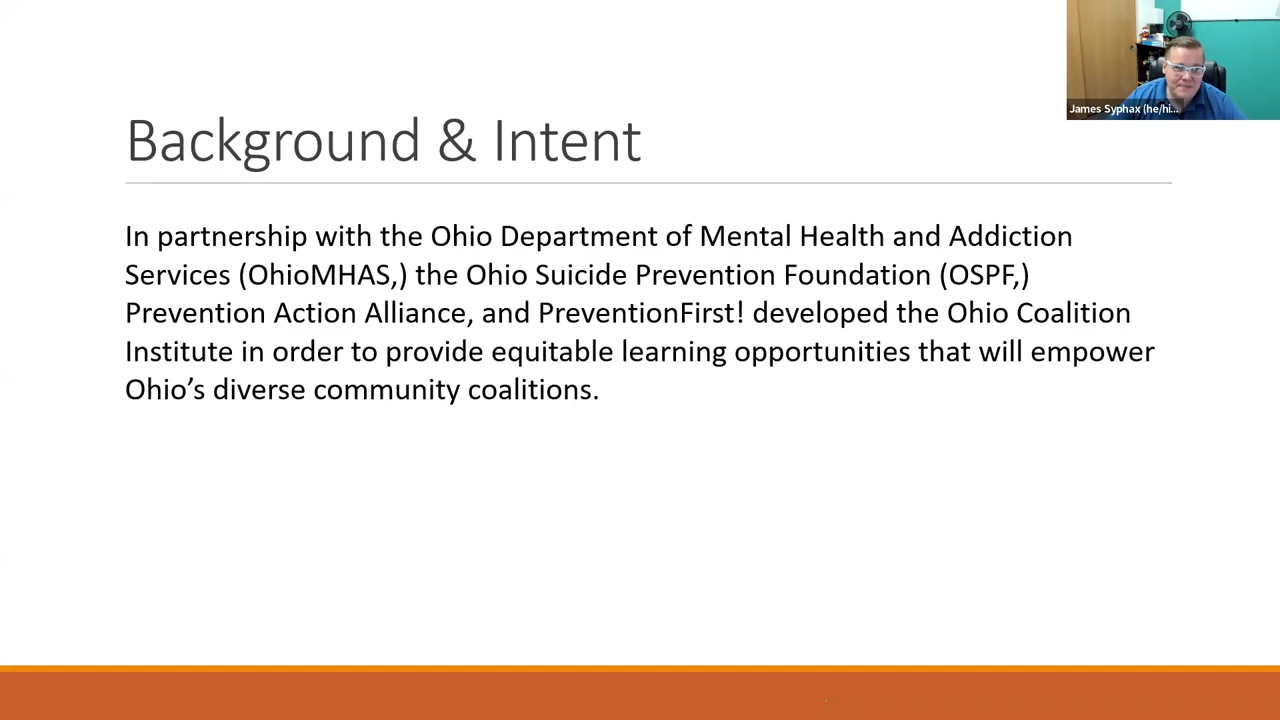 James Syphax (he/hi...
Background & Intent
In partnership with the Ohio Department of Mental Health and Addiction
Services (OhioMHAS,) the Ohio Suicide Prevention Foundation (OSPF,)
Prevention Action Alliance, and PreventionFirst! developed the Ohio Coalition
Institute in order to provide equitable learning opportunities that will empower
Ohio’s diverse community coalitions.